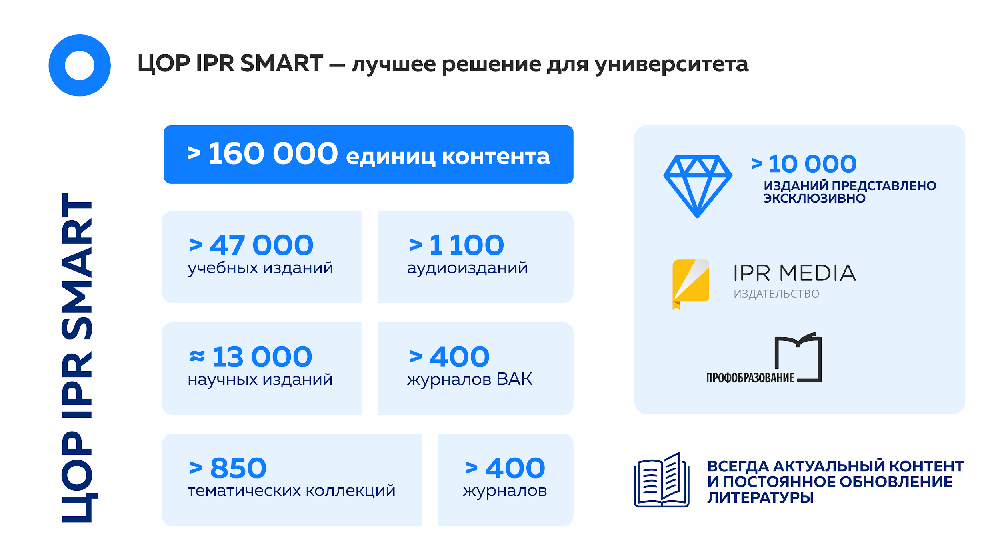 ЦОР IPR SMART — лучшее решение для университета
ЦОР IPR SMART
> 160 000 единиц контента
> 47 000
учебных изданий
> 1 100
аудиоизданий
≈ 13 000
научных изданий
> 400
журналов ВАК
> 850
тематических коллекций
> 400
журналов
> 10 000
ИЗДАНИЙ ПРЕДСТАВЛЕНО
ЭКСКЛЮЗИВНО
IPR MEDIA
ИЗДАТЕЛЬСТВО
ПРОФОБРАЗОВАНИЕ
ВСЕГДА АКТУАЛЬНЫЙ КОНТЕНТ
И ПОСТОЯННОЕ ОБНОВЛЕНИЕ
ЛИТЕРАТУРЫ